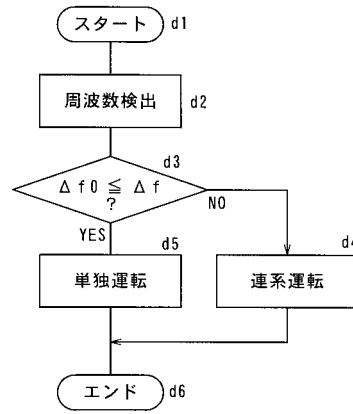 スタート d1
周波数検出 d2
d3
Δf0 ≦ Δf
?
YES
NO
d5
単独運転
d4
連系運転
エンド d6